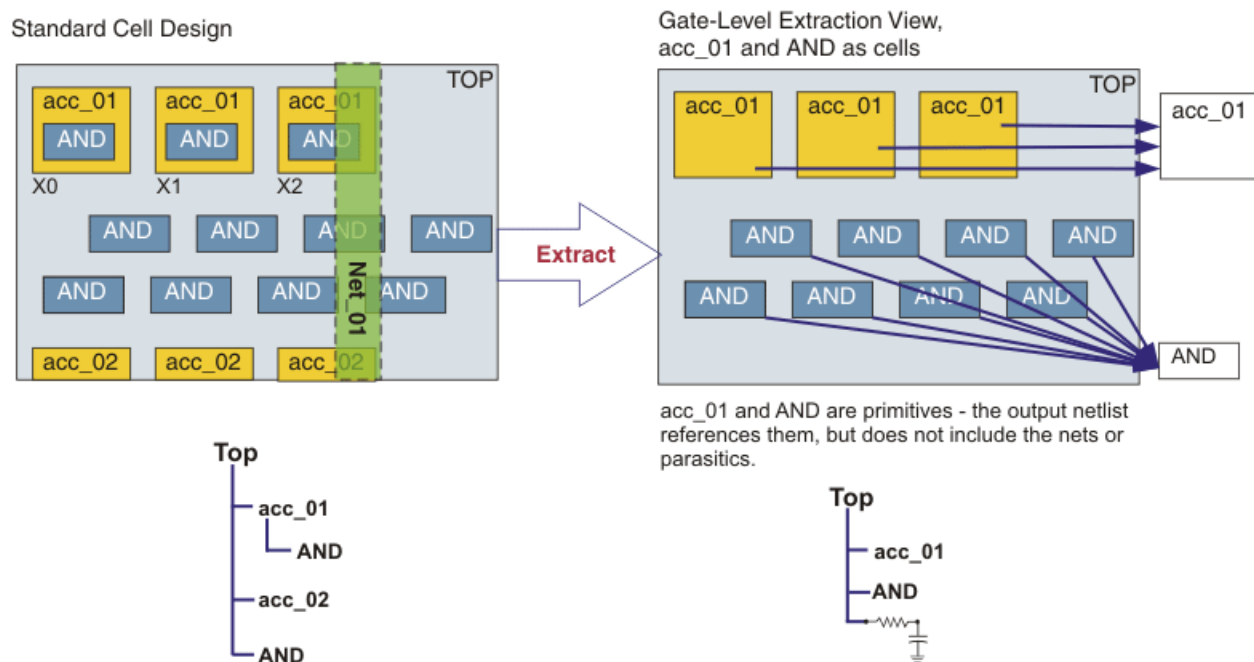 Standard Cell Design
TOP
acc_01 acc_01 acc_01
AND AND AND
X0 X1 X2
AND AND AND AND
AND AND AND AND
Net_01
acc_02 acc_02 acc_02
Extract
Gate-Level Extraction View,
acc_01 and AND as cells
TOP
acc_01 acc_01 acc_01 acc_01
AND AND AND AND
AND AND AND AND
AND
acc_01 and AND are primitives - the output netlist
references them, but does not include the nets or
parasitics.
Top
acc_01
AND
acc_02
AND
Top
acc_01
AND